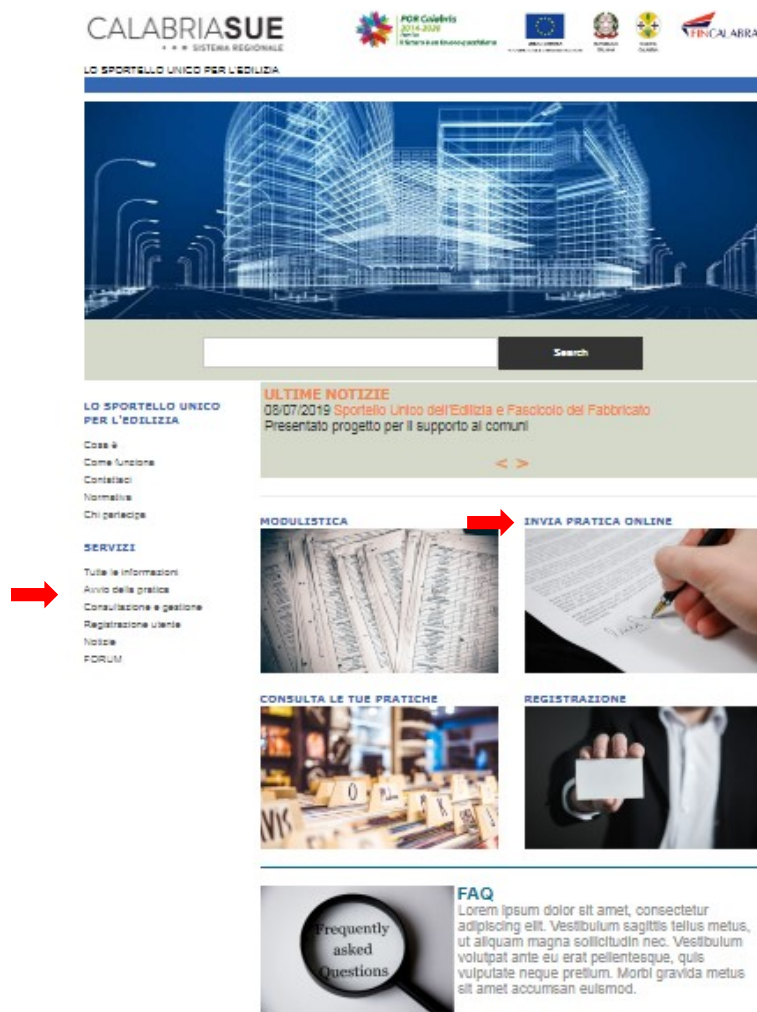 CALABRIASUE
SISTEMA REGIONALE
POR Calabria
2014-2020
FINCALABRA
LO SPORTELLO UNICO PER L'EDILIZIA
Search
LO SPORTELLO UNICO
PER L'EDILIZIA
Cosa è
Come funziona
Contattaci
Normativa
Chi partecipa
SERVIZI
Tutte le informazioni
Avvio della pratica
Consultazione e gestione
Registrazione utente
Notizie
FORUM
ULTIME NOTIZIE
08/07/2019 Sportello Unico dell'Edilizia e Fascicolo del Fabbricato
Presentato progetto per il supporto ai comuni
< >
MODULISTICA
INVIA PRATICA ONLINE
CONSULTA LE TUE PRATICHE
REGISTRAZIONE
FAQ
Lorem ipsum dolor sit amet, consectetur
adipiscing elit. Vestibulum sagittis tellus metus,
ut aliquam magna sollicitudin nec. Vestibulum
volutpat ante eu erat pellentesque, quis
vulputate neque pretium. Morbi gravida metus
sit amet accumsan euismod.
Frequently
asked
Questions